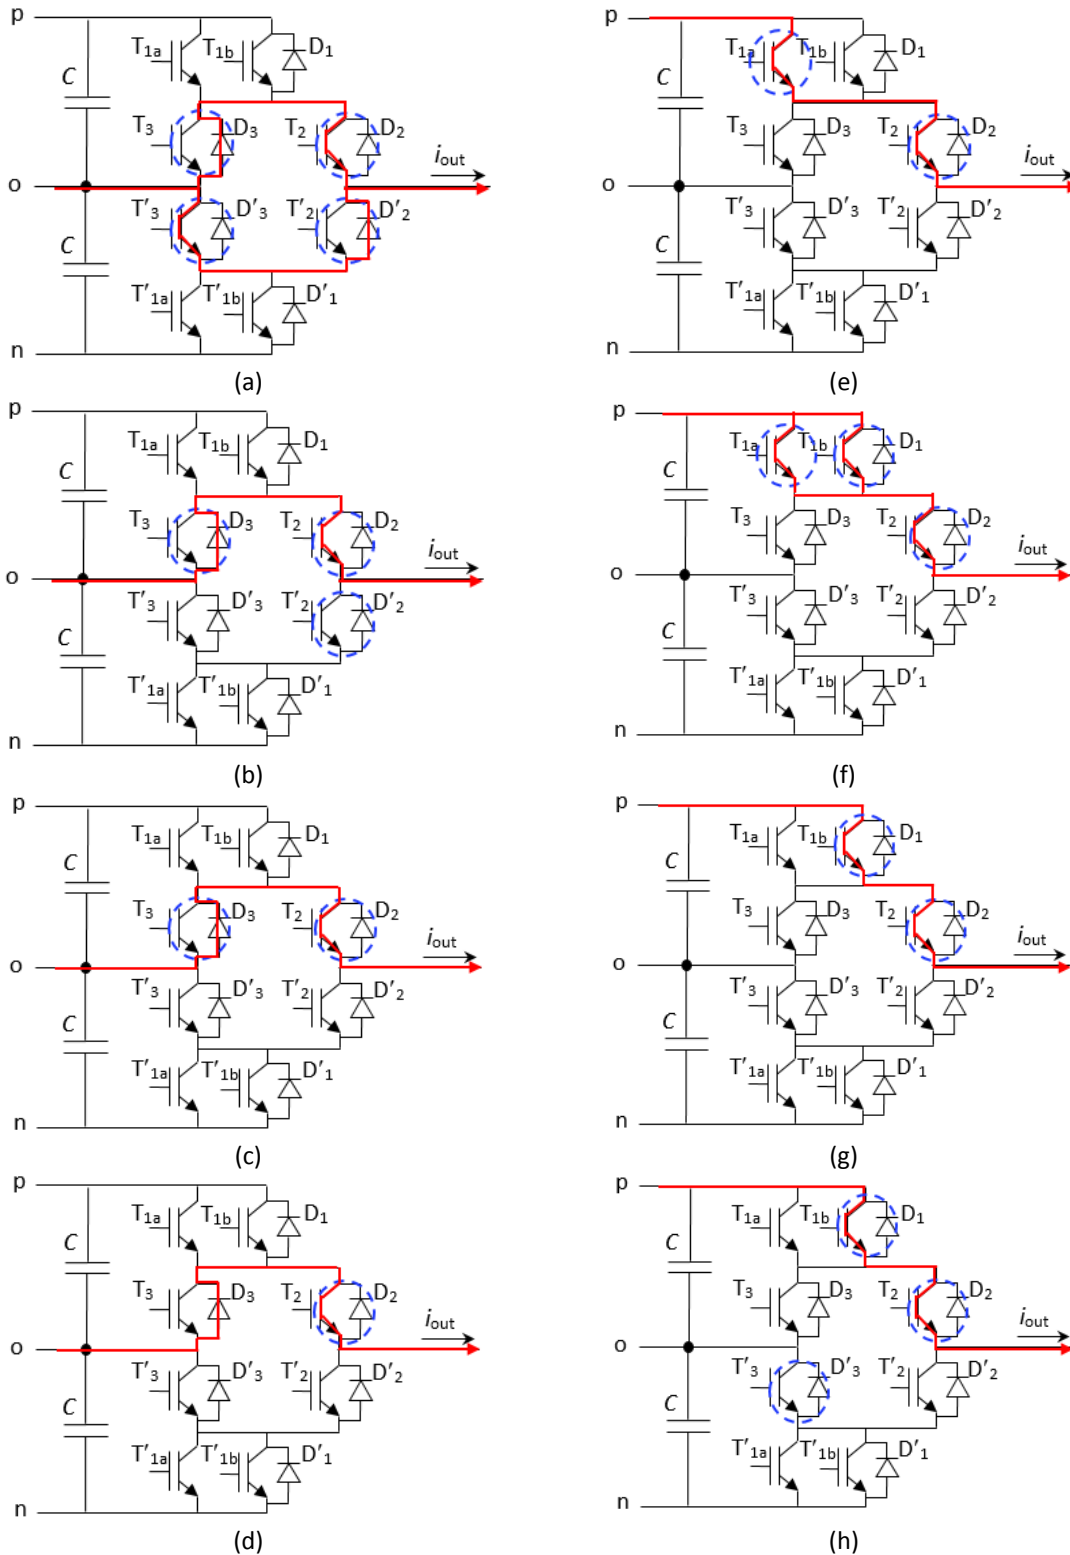 p
T1a T1b D1
C
T3 D3 T2 D2
iout
o
T′3 D′3 T′2 D′2
C
T′1a T′1b D′1
n
(a)
p
T1a T1b D1
C
T3 D3 T2 D2
iout
o
T′3 D′3 T′2 D′2
C
T′1a T′1b D′1
n
(b)
p
T1a T1b D1
C
T3 D3 T2 D2
iout
o
T′3 D′3 T′2 D′2
C
T′1a T′1b D′1
n
(c)
p
T1a T1b D1
C
T3 D3 T2 D2
iout
o
T′3 D′3 T′2 D′2
C
T′1a T′1b D′1
n
(d)
p
T1a T1b D1
C
T3 D3 T2 D2
iout
o
T′3 D′3 T′2 D′2
C
T′1a T′1b D′1
n
(e)
p
T1a T1b D1
C
T3 D3 T2 D2
iout
o
T′3 D′3 T′2 D′2
C
T′1a T′1b D′1
n
(f)
p
T1a T1b D1
C
T3 D3 T2 D2
iout
o
T′3 D′3 T′2 D′2
C
T′1a T′1b D′1
n
(g)
p
T1a T1b D1
C
T3 D3 T2 D2
iout
o
T′3 D′3 T′2 D′2
C
T′1a T′1b D′1
n
(h)